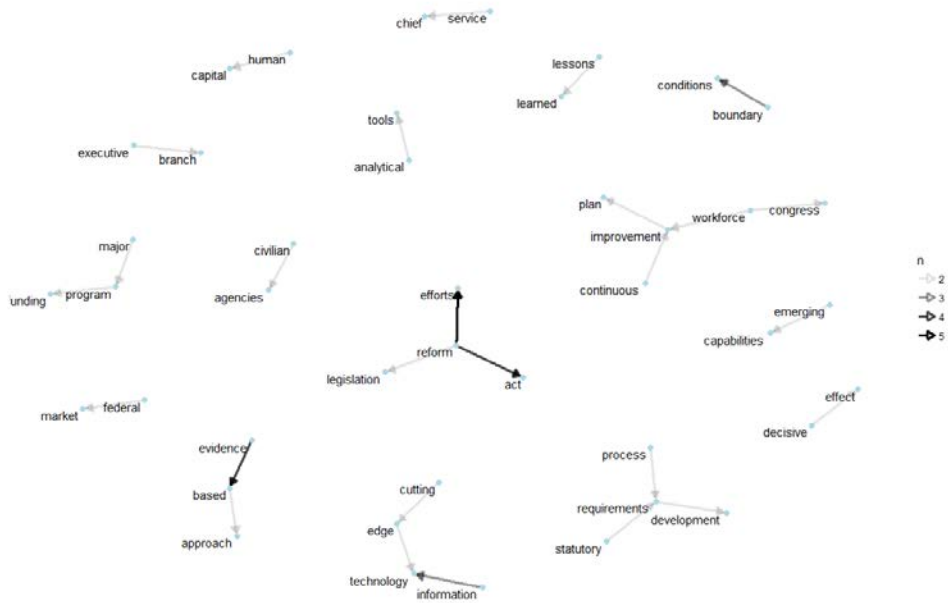 chief
service
human
capital
lessons
learned
conditions
boundary
tools
executive
branch
analytical
plan
workforce
congress
improvement
major
civilian
continuous
unding
program
agencies
efforts
emerging
capabilities
reform
legislation
act
market
federal
effect
decisive
evidence
process
based
cutting
requirements
development
edge
approach
statutory
technology
information
n
2
3
4
5